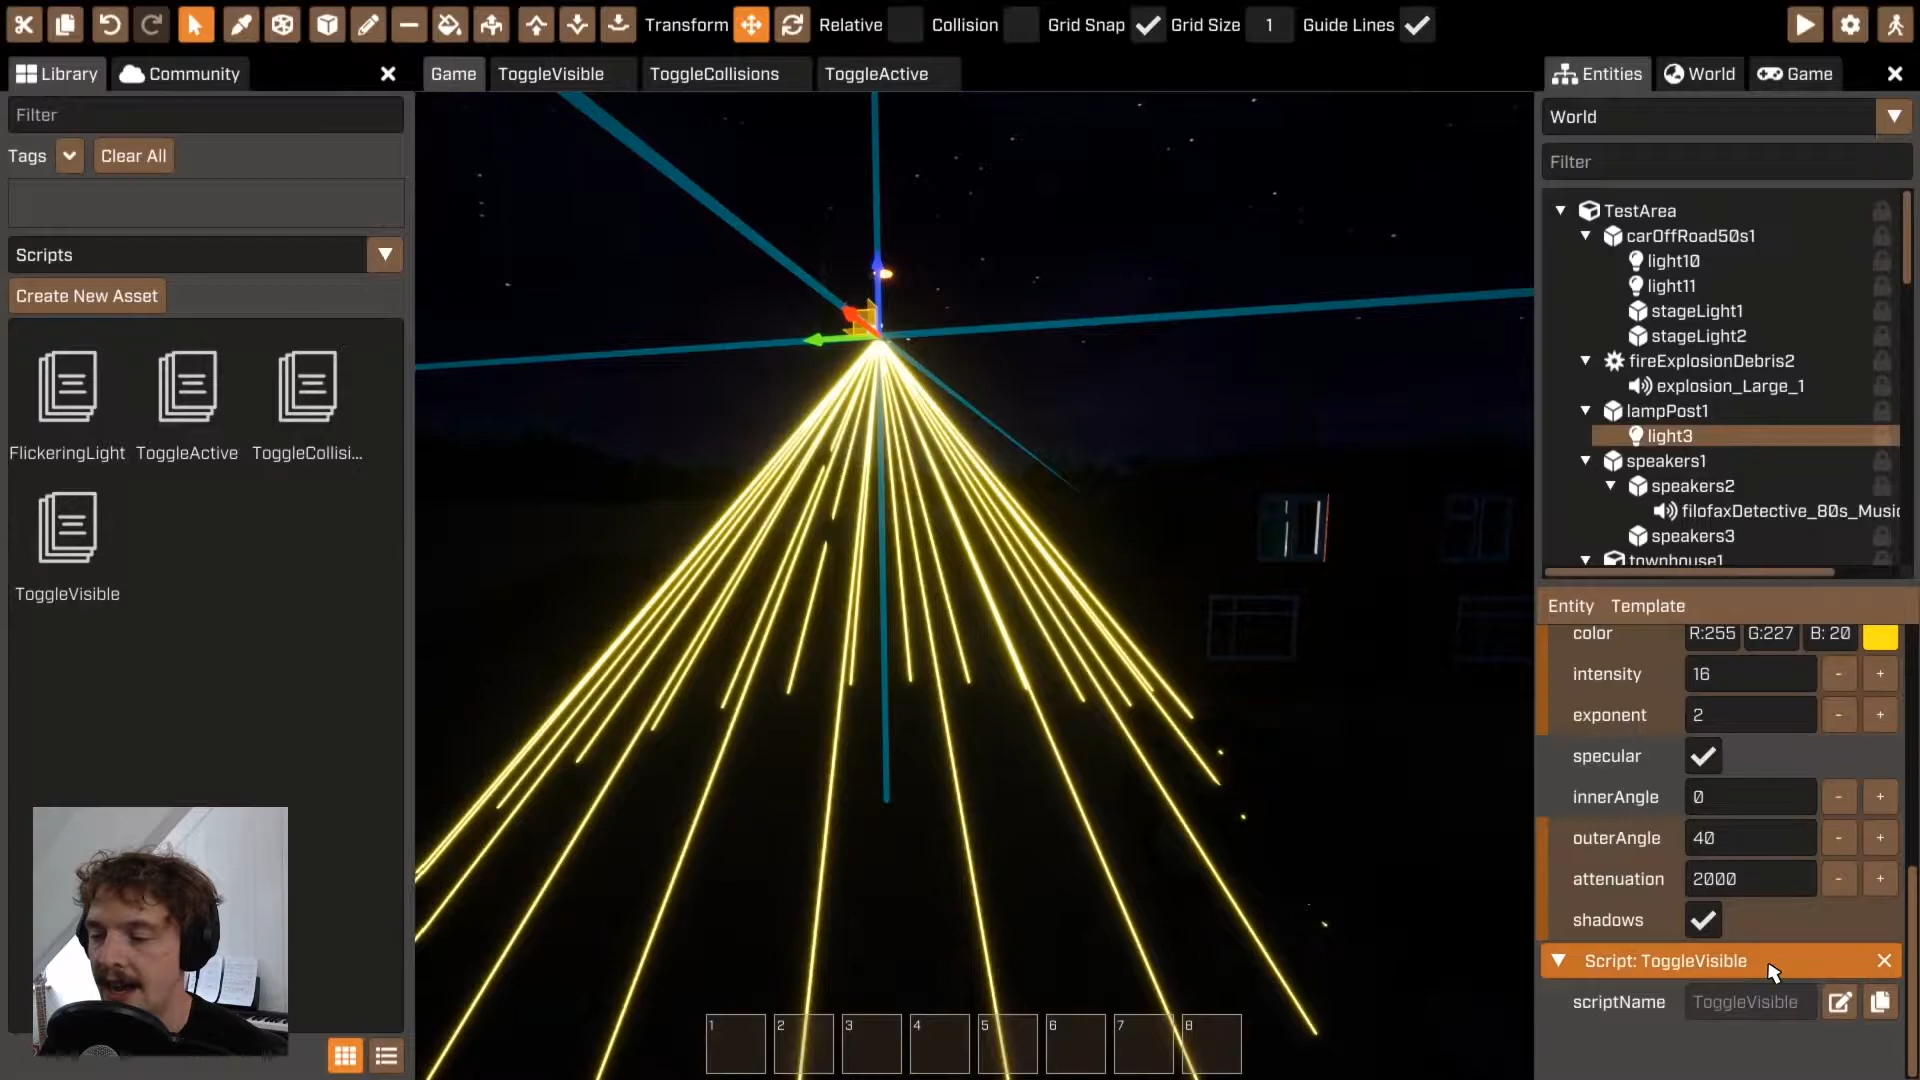 Transform Relative Collision Grid Snap Grid Size 1 Guide Lines
Library Community
Game ToggleVisible ToggleCollisions ToggleActive
Entities World Game
Filter
Tags Clear All
Scripts
Create New Asset
FlickeringLight ToggleActive ToggleCollisi...
ToggleVisible
1 2 3 4 5 6 7 8
World
Filter
TestArea
carOffRoad50s1
light10
light11
stageLight1
stageLight2
fireExplosionDebris2
explosion_Large_1
lampPost1
light3
speakers1
speakers2
filofaxDetective_80s_Music
speakers3
townhouse1
Entity Template
color R:255 G:227 B: 20
intensity 16 - +
exponent 2 - +
specular
innerAngle 0 - +
outerAngle 40 - +
attenuation 2000 - +
shadows
Script: ToggleVisible
scriptName ToggleVisible